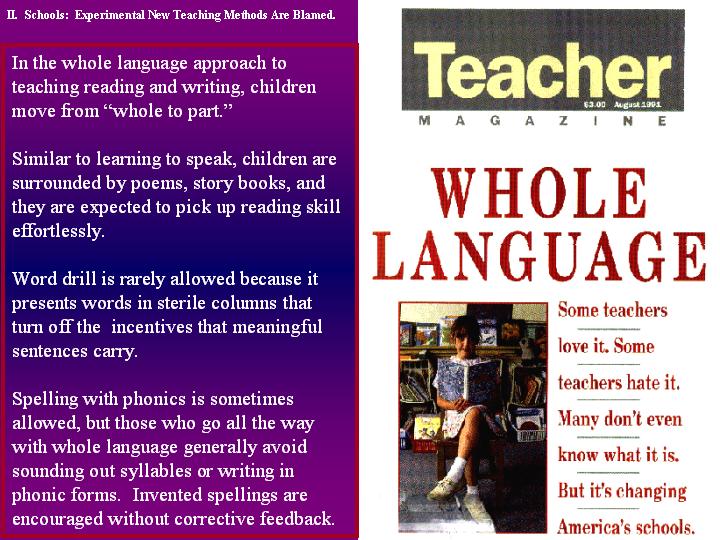 II.  Schools:  Experimental New Teaching Methods Are Blamed.
In the whole language approach to
teaching reading and writing, children
move from “whole to part.”
Similar to learning to speak, children are
surrounded by poems, story books, and
they are expected to pick up reading skill
effortlessly.
Word drill is rarely allowed because it
presents words in sterile columns that
turn off the  incentives that meaningful
sentences carry.
Spelling with phonics is sometimes
allowed, but those who go all the way
with whole language generally avoid
sounding out syllables or writing in
phonic forms.  Invented spellings are
encouraged without corrective feedback.
Teacher
$3.00 August 1991
MAGAZINE
WHOLE
LANGUAGE
Some teachers
love it. Some
teachers hate it.
Many don't even
know what it is.
But it's changing
America's schools.